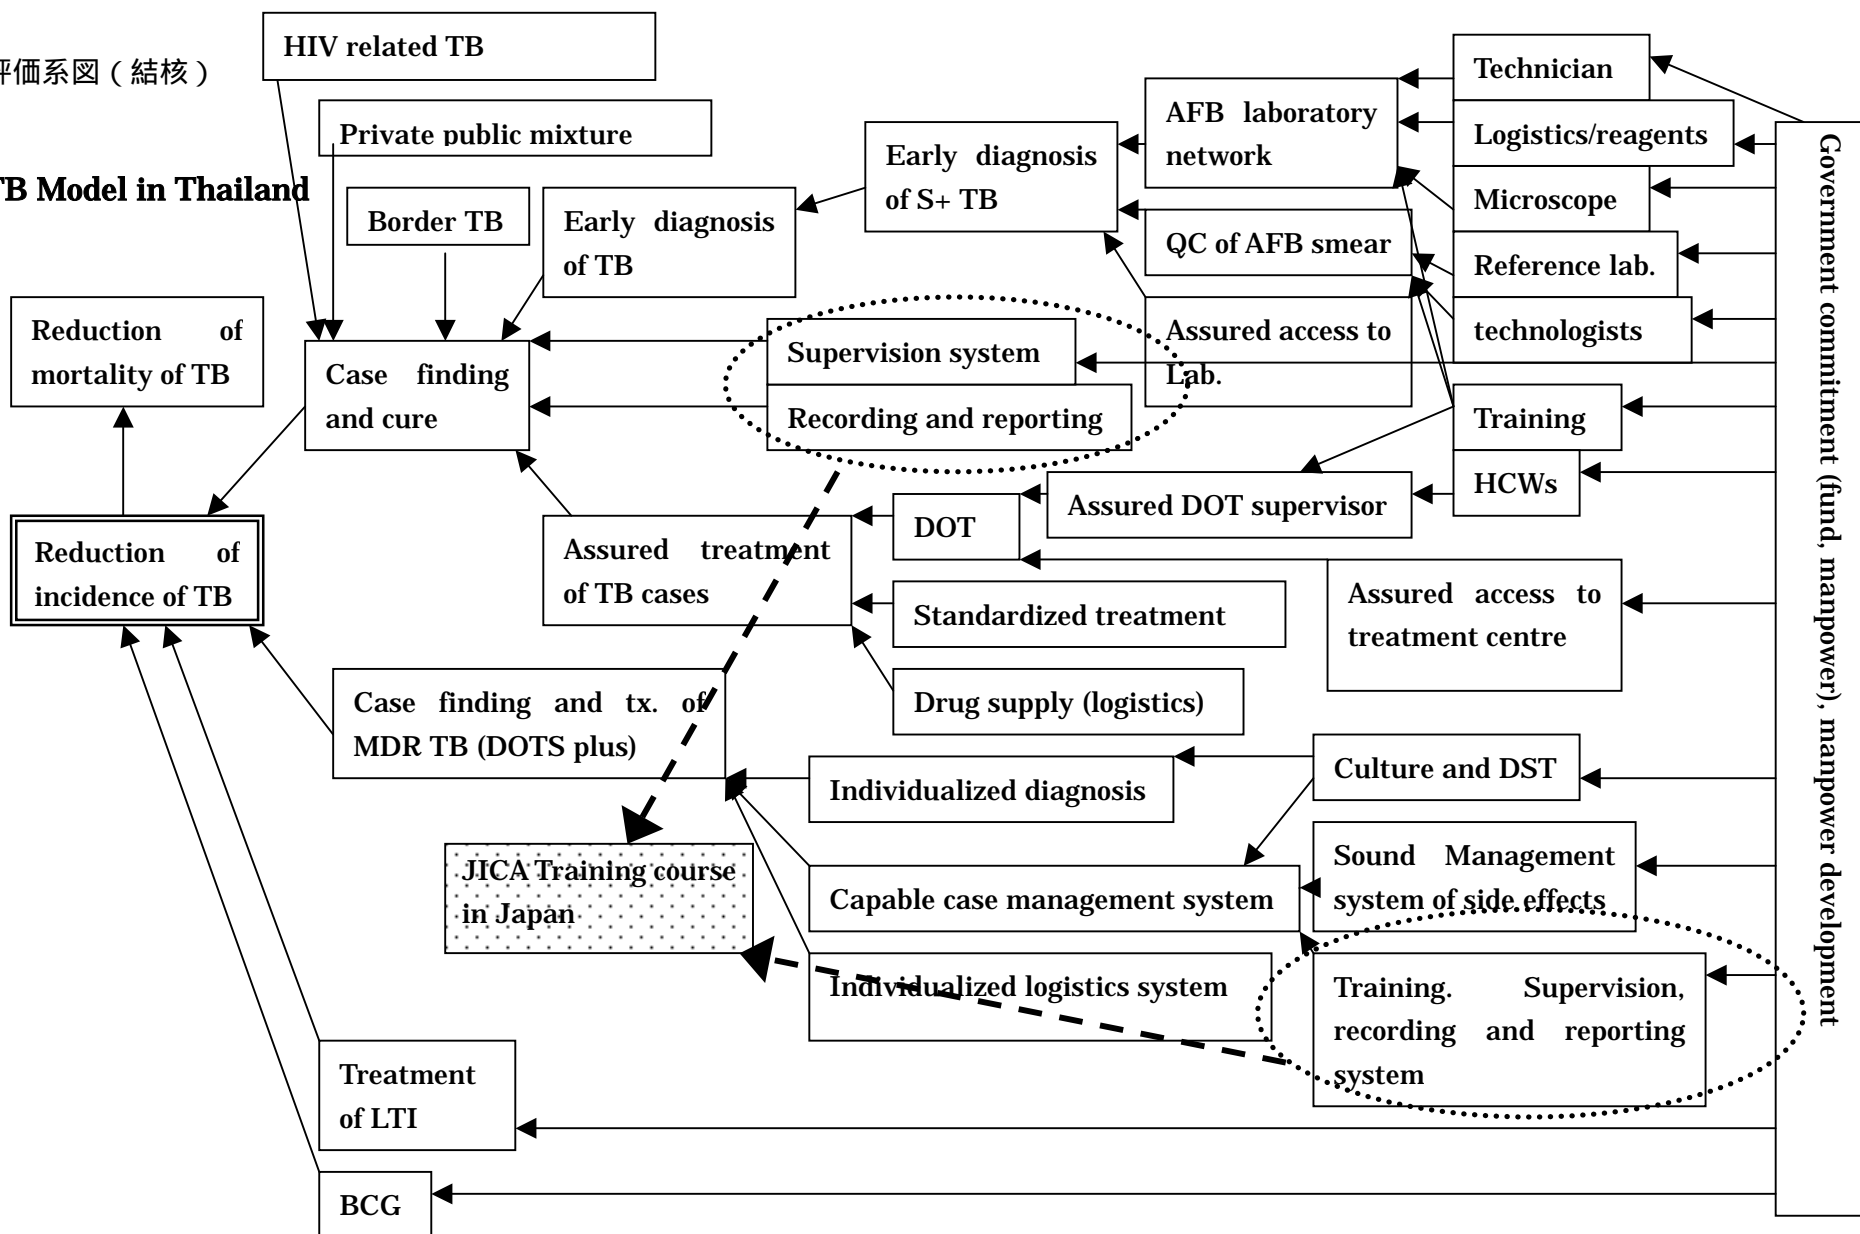 評価系図（結核）
TB Model in Thailand
HIV related TB
Private public mixture
Border TB
Early diagnosis
of TB
Early diagnosis
of S+ TB
AFB laboratory
network
QC of AFB smear
Assured access to
Lab.
Technician
Logistics/reagents
Microscope
Reference lab.
technologists
Training
HCWs
Government commitment (fund, manpower), manpower development
Reduction of
mortality of TB
Case finding
and cure
Supervision system
Recording and reporting
Reduction of
incidence of TB
Assured treatment
of TB cases
DOT
Assured DOT supervisor
Standardized treatment
Drug supply (logistics)
Assured access to
treatment centre
Case finding and tx. of
MDR TB (DOTS plus)
Individualized diagnosis
Culture and DST
JICA Training course
in Japan
Capable case management system
Sound Management
system of side effects
Individualized logistics system
Training. Supervision,
recording and reporting
system
Treatment
of LTI
BCG